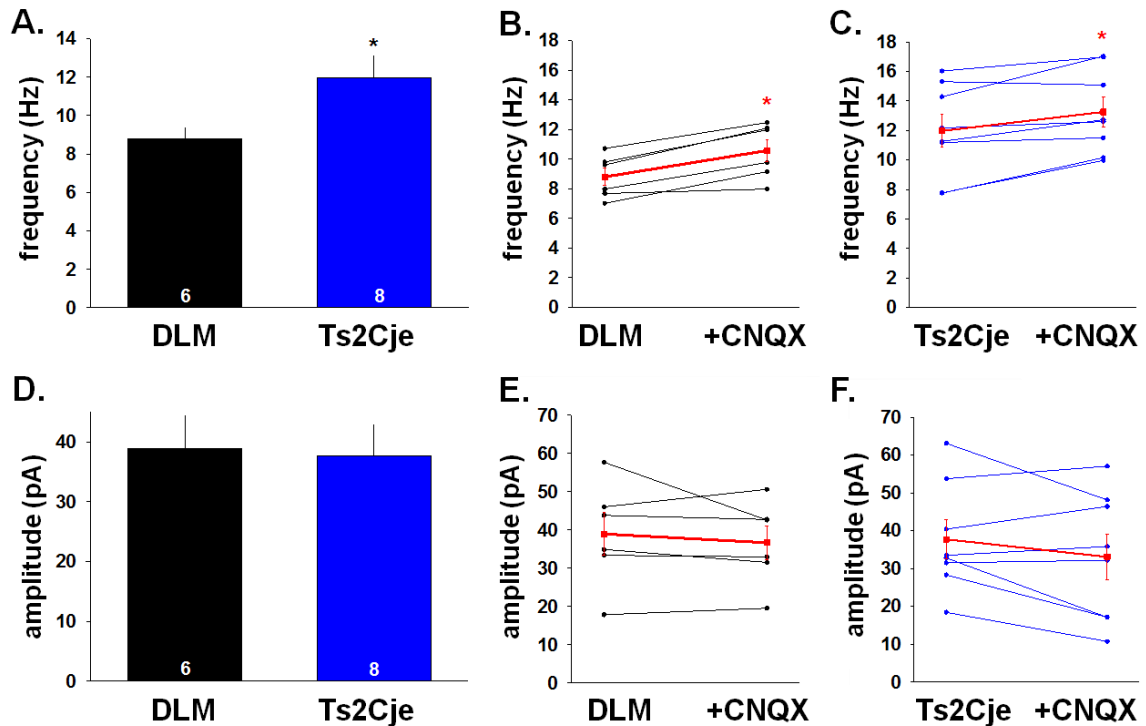 A.
frequency (Hz)
14
12
10
8
6
4
2
0
*
6
8
DLM
Ts2Cje
B.
frequency (Hz)
18
16
14
12
10
8
6
4
2
0
*
DLM
+CNQX
C.
frequency (Hz)
18
16
14
12
10
8
6
4
2
0
*
Ts2Cje
+CNQX
D.
amplitude (pA)
40
30
20
10
0
6
8
DLM
Ts2Cje
E.
amplitude (pA)
70
60
50
40
30
20
10
0
DLM
+CNQX
F.
amplitude (pA)
70
60
50
40
30
20
10
0
Ts2Cje
+CNQX